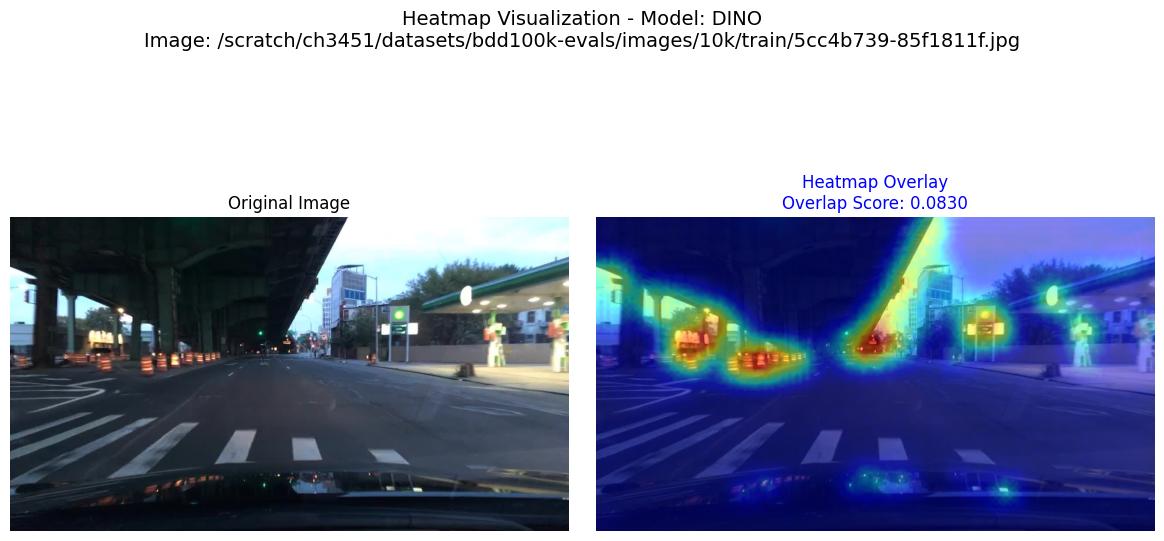 Heatmap Visualization - Model: DINO
Image: /scratch/ch3451/datasets/bdd100k-evals/images/10k/train/5cc4b739-85f1811f.jpg
Original Image
Heatmap Overlay
Overlap Score: 0.0830